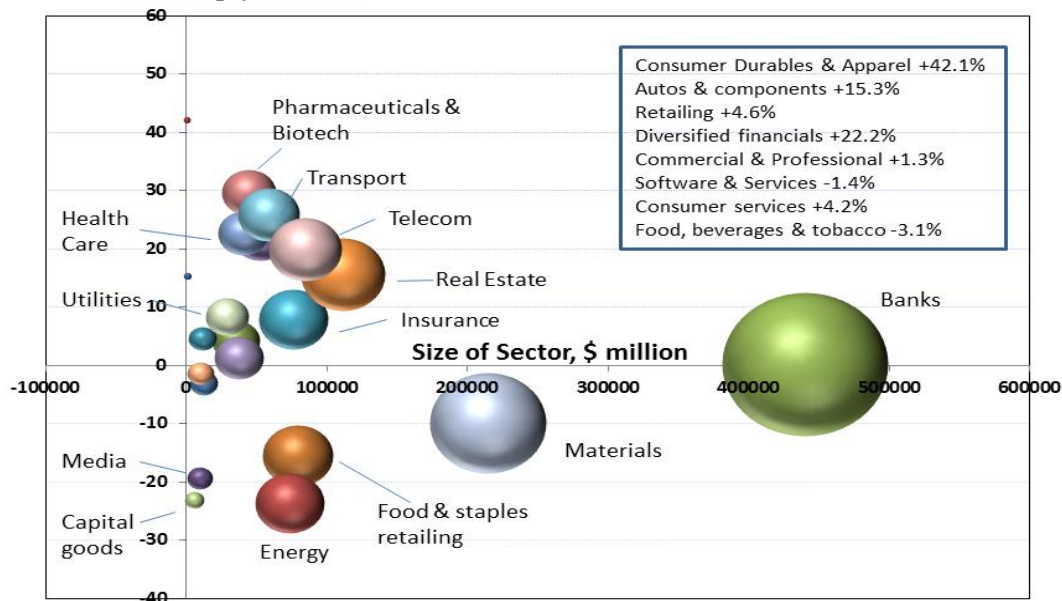 60
50
40
30
20
10
0
-10
-20
-30
-40
-100000
0
100000
200000
300000
400000
500000
600000
Consumer Durables & Apparel +42.1%
Autos & components +15.3%
Retailing +4.6%
Diversified financials +22.2%
Commercial & Professional +1.3%
Software & Services -1.4%
Consumer services +4.2%
Food, beverages & tobacco -3.1%
Pharmaceuticals &
Biotech
Transport
Health
Care
Telecom
Real Estate
Utilities
Insurance
Banks
Size of Sector, $ million
Materials
Media
Capital
goods
Food & staples
retailing
Energy